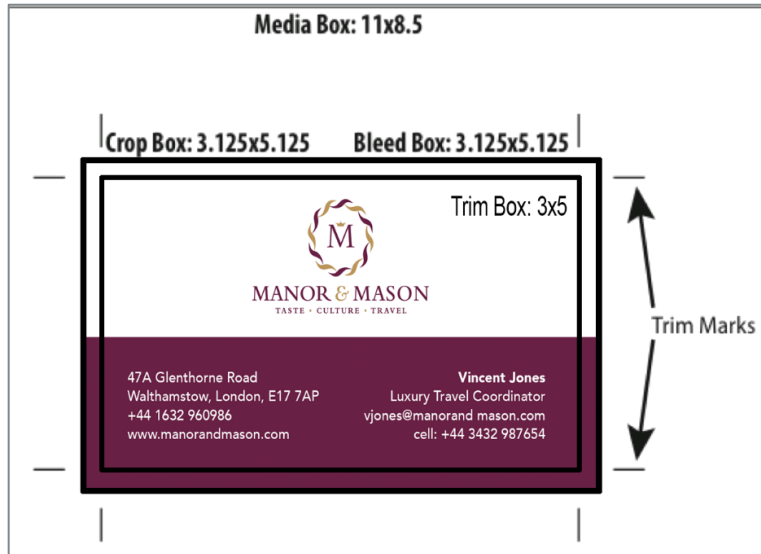 Media Box: 11x8.5
Crop Box: 3.125x5.125 Bleed Box: 3.125x5.125
Trim Box: 3x5
M
MANOR & MASON
TASTE • CULTURE • TRAVEL
Trim Marks
47A Glenthorne Road
Walthamstow, London, E17 7AP
+44 1632 960986
www.manorandmason.com
Vincent Jones
Luxury Travel Coordinator
vjones@manorand mason.com
cell: +44 3432 987654